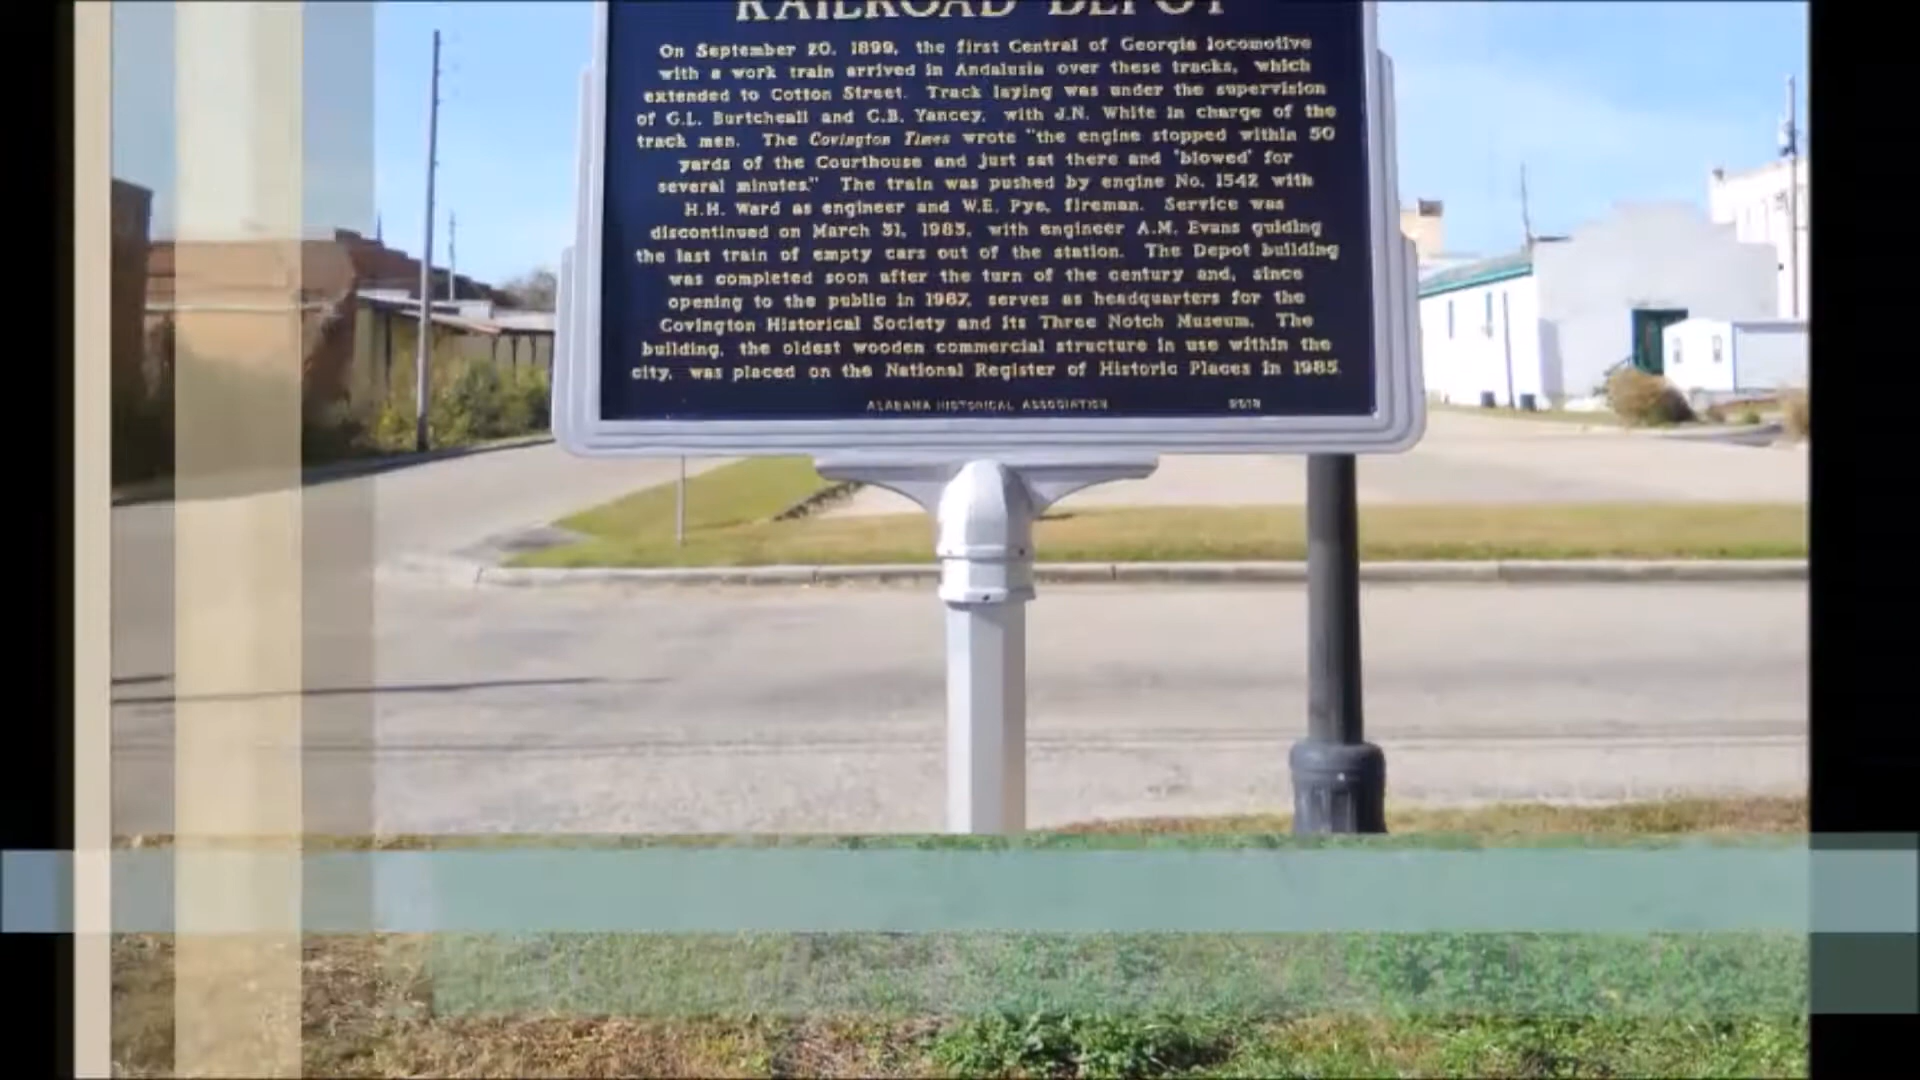 RAILROAD DEPOT
On September 20, 1899, the first Central of Georgia locomotive
with a work train arrived in Andalusia over these tracks, which
extended to Cotton Street. Track laying was under the supervision
of G.L. Burtcheall and C.B. Yancey, with J.N. White in charge of the
track men. The Covington Times wrote "the engine stopped within 50
yards of the Courthouse and just sat there and 'blowed' for
several minutes." The train was pushed by engine No. 1542 with
H.H. Ward as engineer and W.E. Pye, fireman. Service was
discontinued on March 31, 1983, with engineer A.M. Evans guiding
the last train of empty cars out of the station. The Depot building
was completed soon after the turn of the century and, since
opening to the public in 1987, serves as headquarters for the
Covington Historical Society and its Three Notch Museum. The
building, the oldest wooden commercial structure in use within the
city, was placed on the National Register of Historic Places in 1985.
ALABAMA HISTORICAL ASSOCIATION